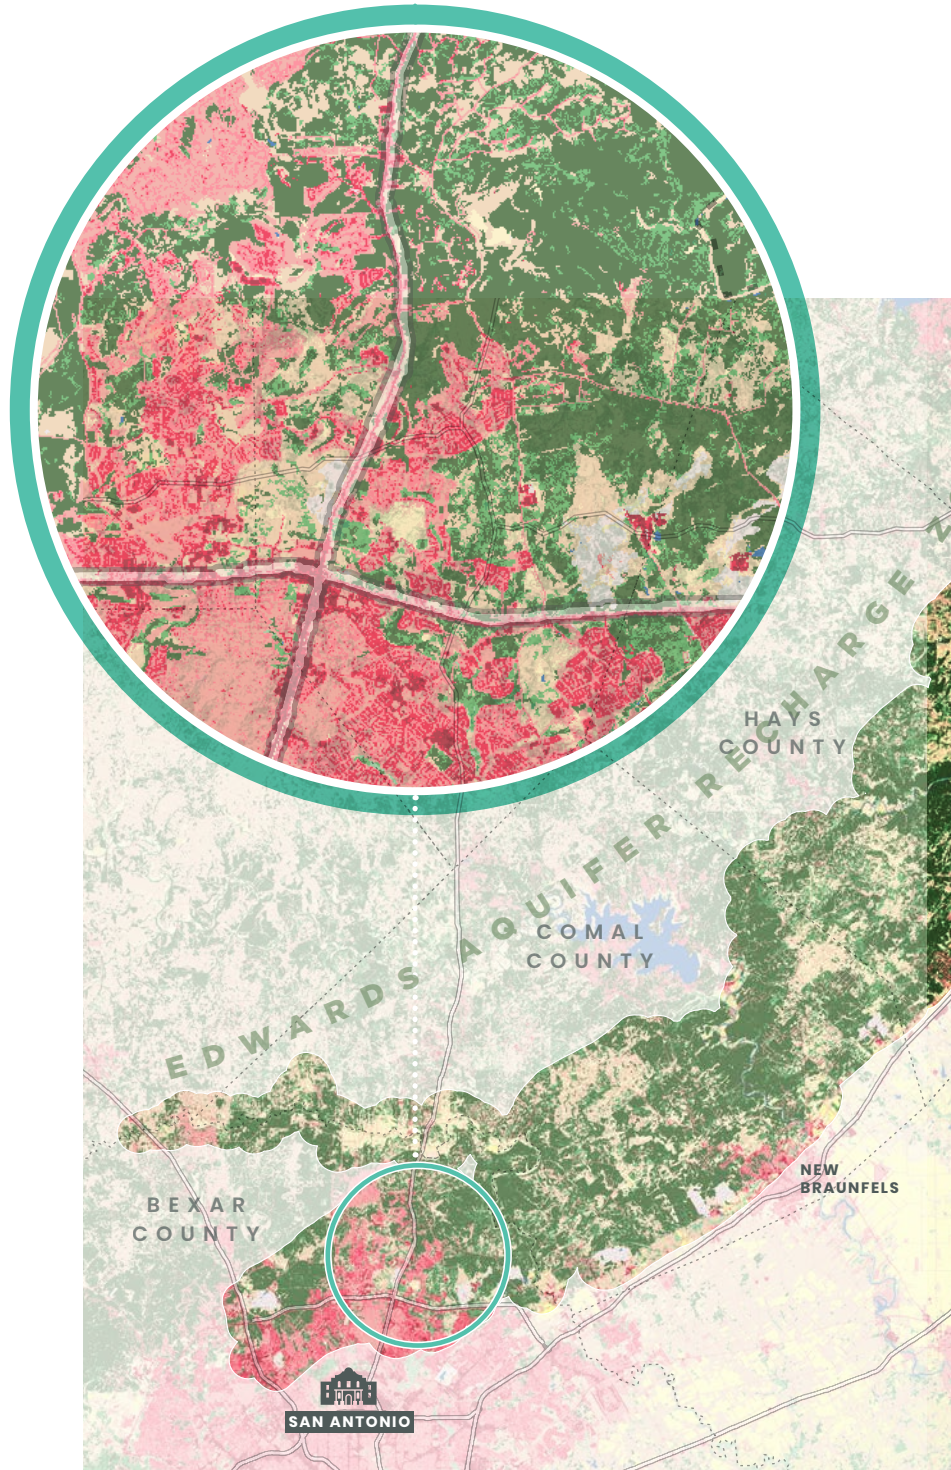 HAYS
COUNTY
EDWARDS AQUIFER RECHARGE Z
COMAL
COUNTY
NEW
BRAUNFELS
BEXAR
COUNTY
SAN ANTONIO